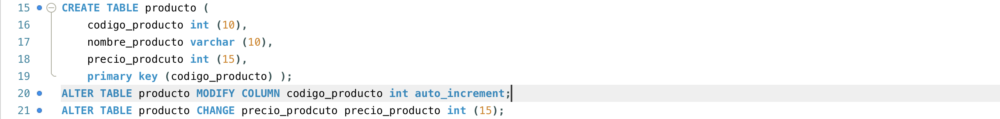 15 CREATE TABLE producto (
16 codigo_producto int (10),
17 nombre_producto varchar (10),
18 precio_prodcuto int (15),
19 primary key (codigo_producto) );
20 ALTER TABLE producto MODIFY COLUMN codigo_producto int auto_increment;
21 ALTER TABLE producto CHANGE precio_prodcuto precio_producto int (15);